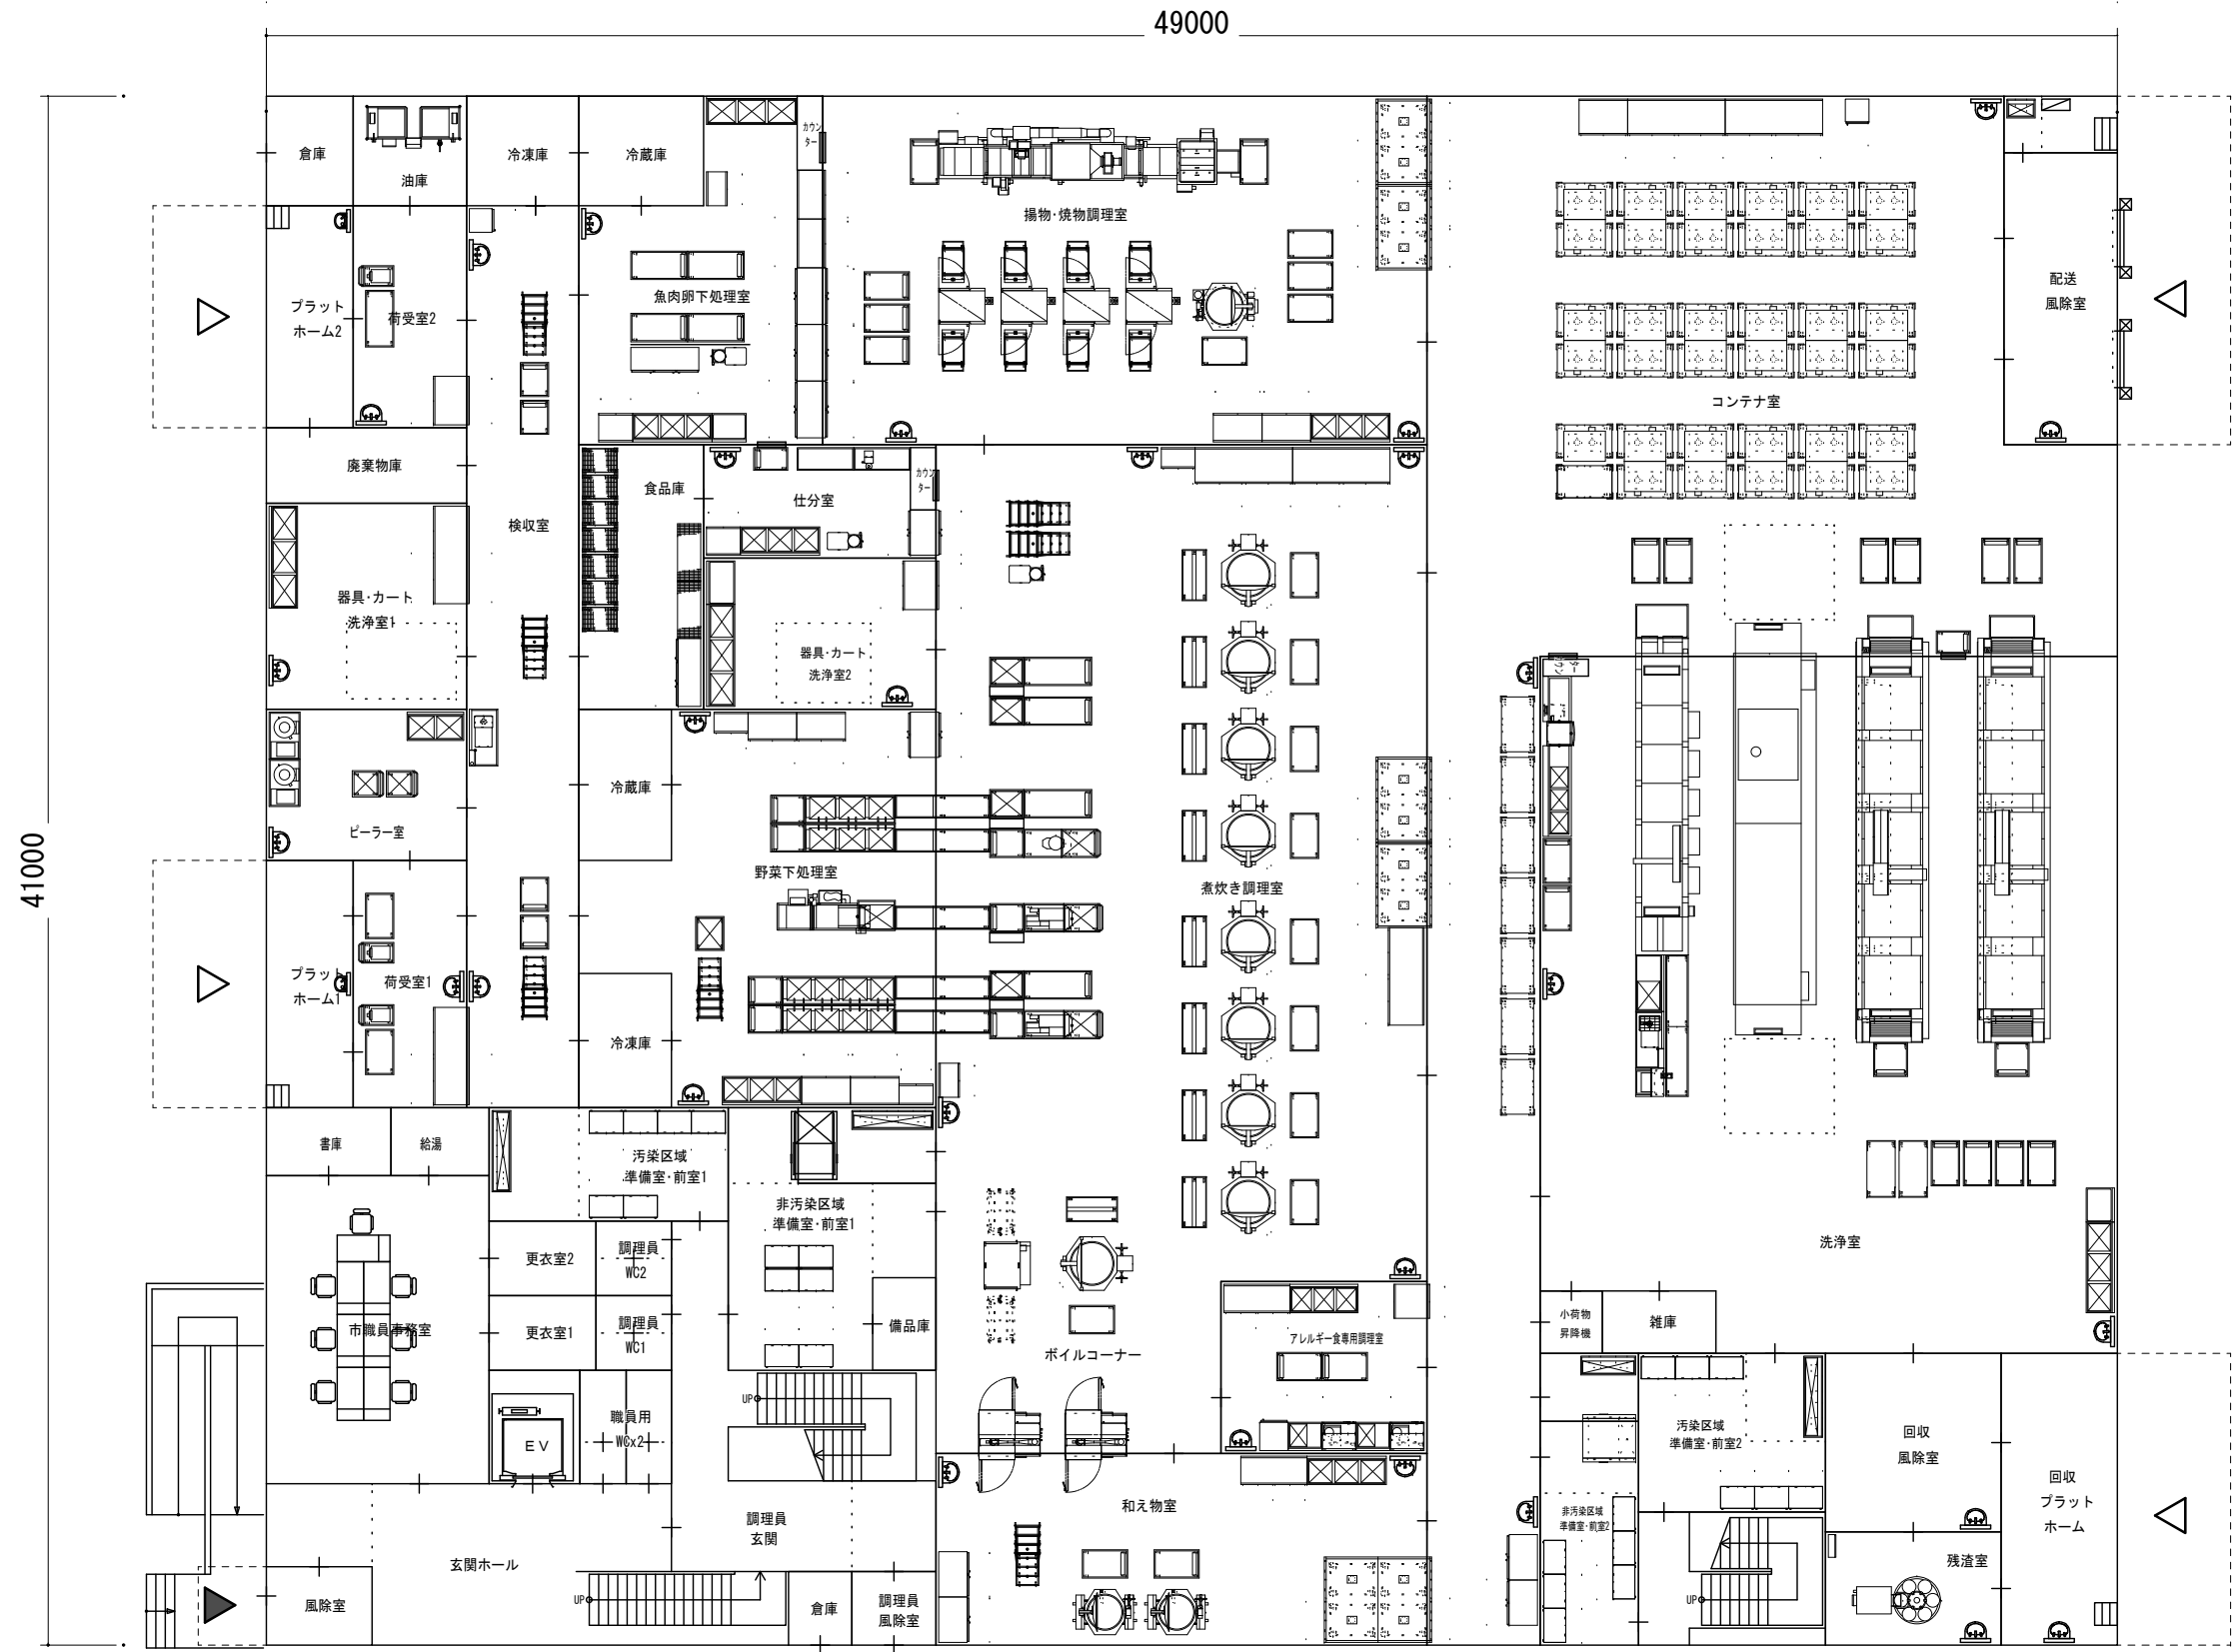 49000
41000
倉庫
油庫
冷凍庫
冷蔵庫
カウン
ター
揚物・焼物調理室
プラット
ホーム2
荷受室2
魚肉卵下処理室
配送
風除室
コンテナ室
廃棄物庫
検収室
食品庫
仕分室
カウン
ター
器具・カート
洗浄室1
器具・カート
洗浄室2
カウン
ター
ピーラー室
冷蔵庫
野菜下処理室
煮炊き調理室
プラット
ホーム1
荷受室1
冷凍庫
書庫
給湯
汚染区域
準備室・前室1
非汚染区域
準備室・前室1
更衣室2
調理員
WC2
更衣室1
調理員
WC1
市職員事務室
備品庫
ボイルコーナー
アレルギー食専用調理室
洗浄室
小荷物
昇降機
雑庫
UP
職員用
WCx2
EV
汚染区域
準備室・前室2
回収
風除室
回収
プラット
ホーム
非汚染区域
準備室・前室2
和え物室
調理員
玄関
玄関ホール
残渣室
風除室
UP
倉庫
調理員
風除室
UP